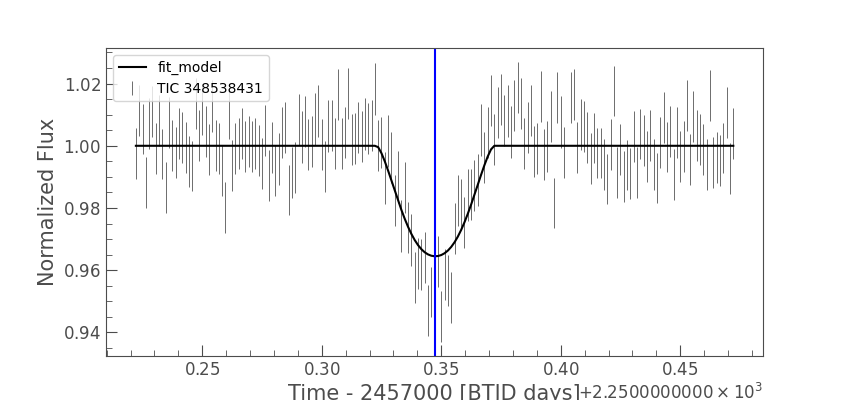 fit_model
TIC 348538431
Normalized Flux
1.02
1.00
0.98
0.96
0.94
0.25 0.30 0.35 0.40 0.45
Time - 2457000 [BTJD days]
+2.2500000000 × 10³